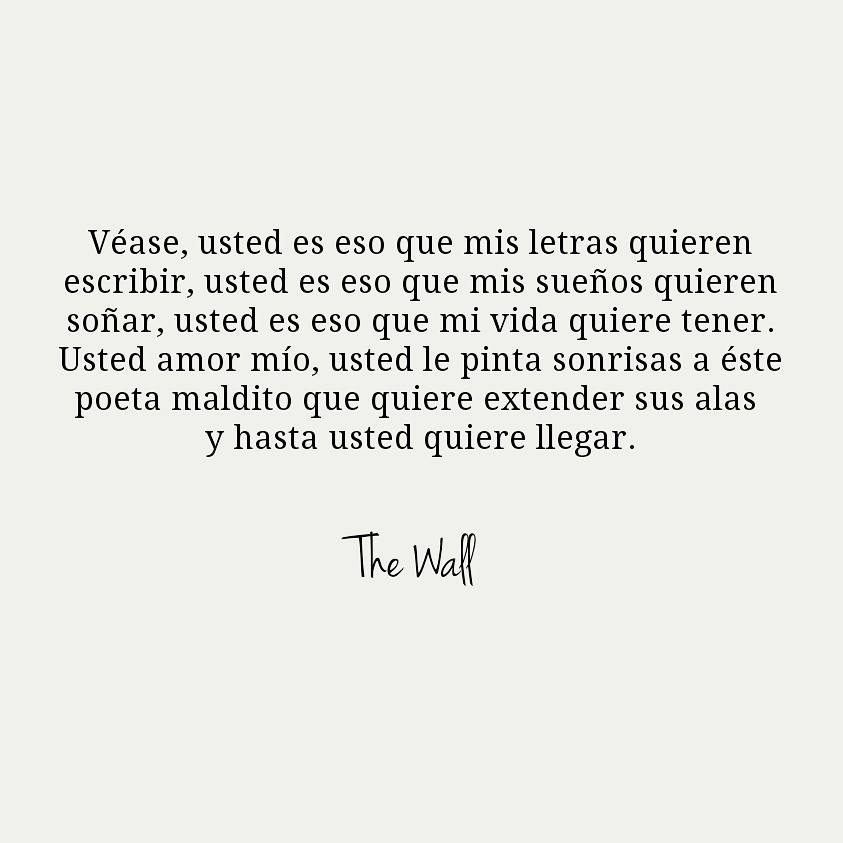 Véase, usted es eso que mis letras quieren
escribir, usted es eso que mis sueños quieren
soñar, usted es eso que mi vida quiere tener.
Usted amor mío, usted le pinta sonrisas a éste
poeta maldito que quiere extender sus alas
y hasta usted quiere llegar.
The Wall